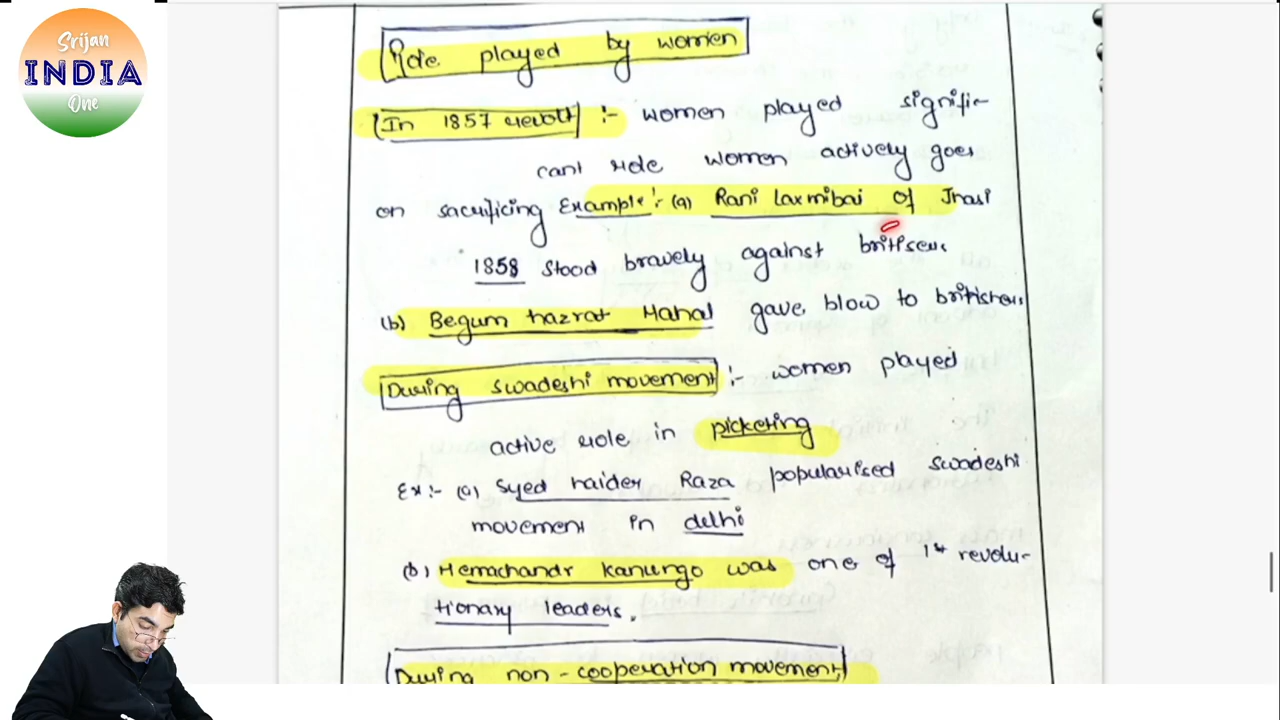 Srijan
INDIA
One
Role played by women
In 1857 revolt :- women played signifi-
cant role women actively goes
on sacrificing Example :- (a) Rani laxmibai of Jhasi
1858 stood bravely against britisers
(b) Begum hazrat Mahal gave blow to britishers
During swadeshi movement :- women played
active role in picketing
Ex :- (a) Syed haider Raza popularised swadeshi
movement in delhi
(b) Hemachandr kanungo was one of 1st revolu-
tionary leaders.
During non-cooperation movement